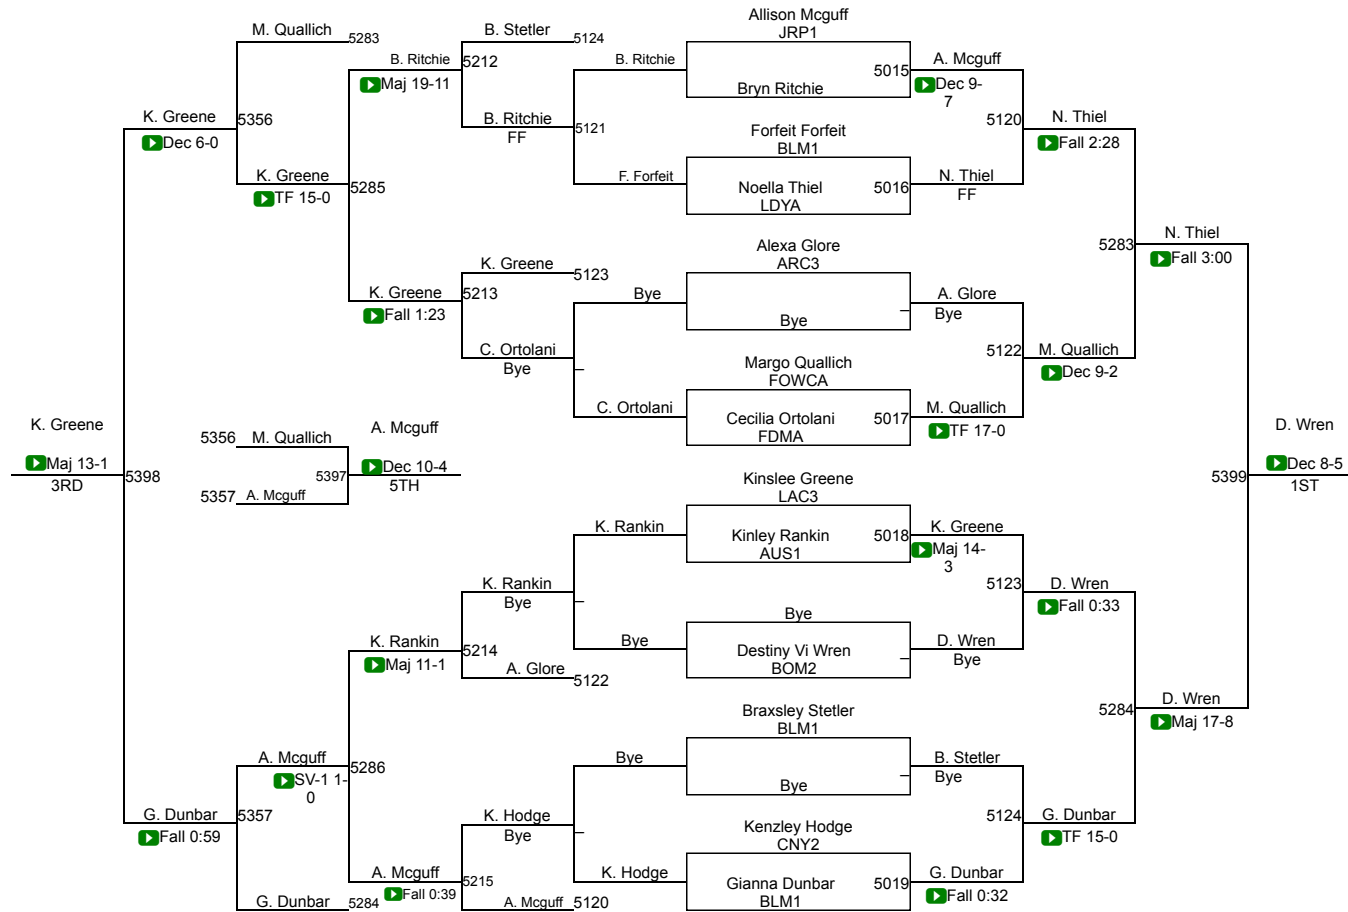 Allison Mcguff
JRP1
M. Quallich
5283
B. Stetler
5124
B. Ritchie
5212
B. Ritchie
5015
A. Mcguff
Maj 19-11
Bryn Ritchie
Dec 9-
7
K. Greene
5356
B. Ritchie
5121
FF
Forfeit Forfeit
BLM1
5120
N. Thiel
Dec 6-0
Fall 2:28
K. Greene
5285
F. Forfeit
Noella Thiel
5016
N. Thiel
TF 15-0
LDYA
FF
Alexa Glore
ARC3
5283
N. Thiel
Fall 3:00
K. Greene
5123
K. Greene
5213
Bye
A. Glore
Fall 1:23
Bye
Bye
C. Ortolani
Bye
Margo Quallich
FOWCA
5122
M. Quallich
Dec 9-2
C. Ortolani
Cecilia Ortolani
5017
M. Quallich
FDMA
TF 17-0
K. Greene
5356
M. Quallich
A. Mcguff
D. Wren
Maj 13-1
5398
5397
Dec 10-4
5399
Dec 8-5
3RD
5TH
1ST
5357
A. Mcguff
Kinslee Greene
LAC3
K. Rankin
Kinley Rankin
5018
K. Greene
AUS1
Maj 14-
3
K. Rankin
5123
D. Wren
Bye
Fall 0:33
Bye
K. Rankin
5214
Bye
Destiny Vi Wren
D. Wren
Maj 11-1
BOM2
Bye
A. Glore
5122
5284
D. Wren
Maj 17-8
Braxsley Stetler
BLM1
A. Mcguff
5286
Bye
B. Stetler
SV-1 1-
0
Bye
Bye
G. Dunbar
5357
K. Hodge
5124
G. Dunbar
Fall 0:59
Bye
Kenzley Hodge
CNY2
TF 15-0
A. Mcguff
5215
K. Hodge
Gianna Dunbar
5019
G. Dunbar
Fall 0:39
BLM1
Fall 0:32
G. Dunbar
5284
A. Mcguff
5120